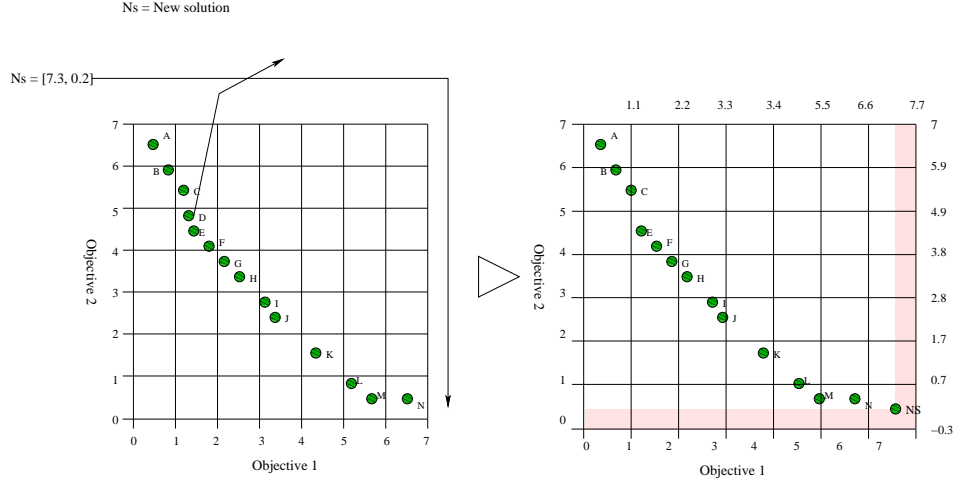 Ns = New solution
Ns = [7.3, 0.2]
7
6
5
4
3
2
1
0
0 1 2 3 4 5 6 7
Objective 2
Objective 1
A
B
C
D
E
F
G
H
I
J
K
L
M
N
1.1 2.2 3.3 3.4 5.5 6.6 7.7
7
6
5
4
3
2
1
0
0 1 2 3 4 5 6 7
7
5.9
4.9
3.8
2.8
1.7
0.7
−0.3
Objective 2
Objective 1
A
B
C
E
F
G
H
I
J
K
L
M
N
NS